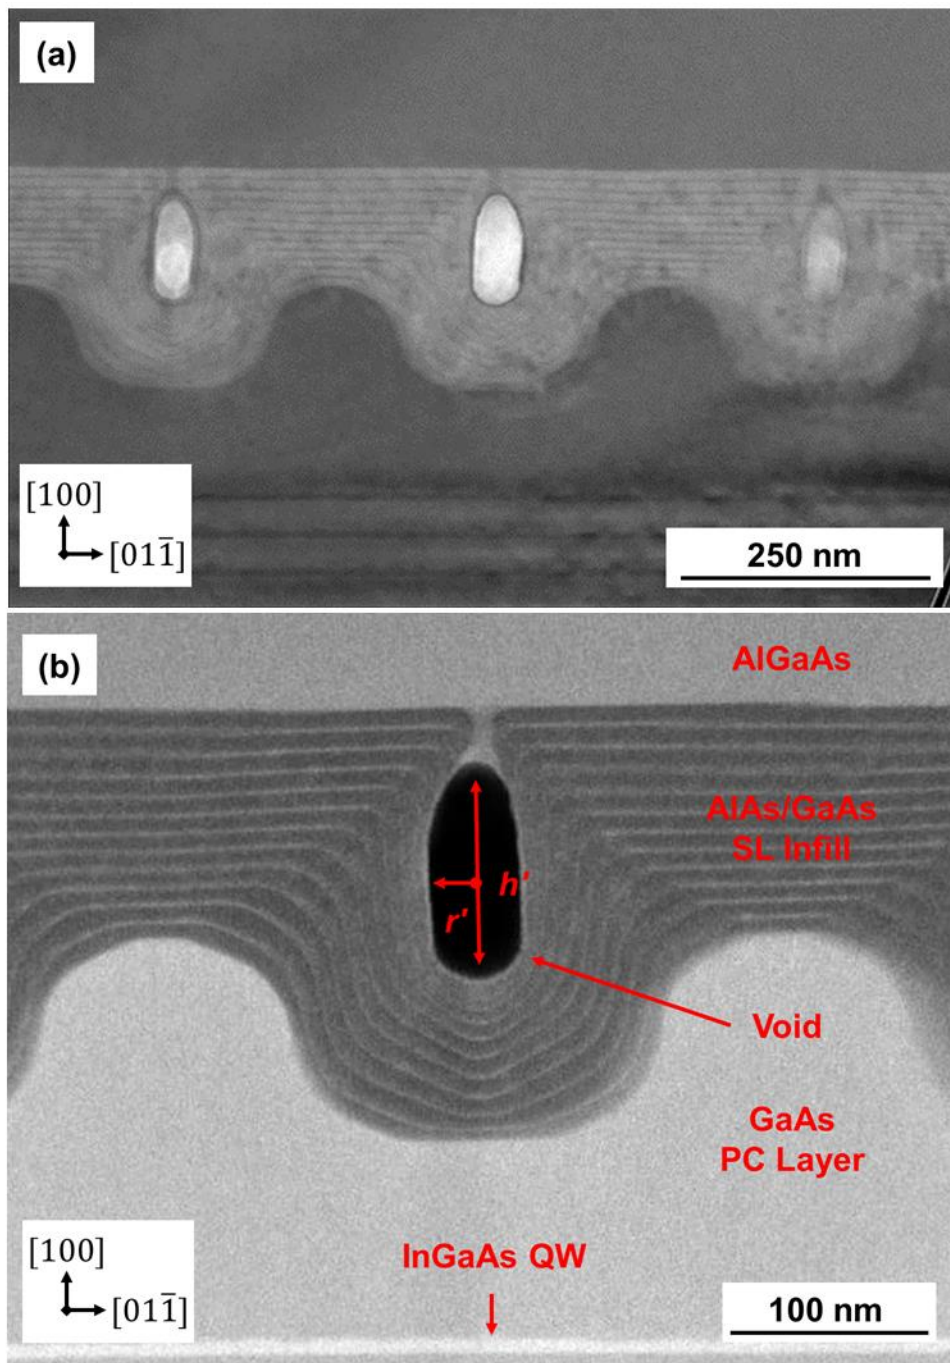 (a)
[100]
[011̅]
250 nm
(b)
AlGaAs
AlAs/GaAs
SL Infill
h'
r'
Void
GaAs
PC Layer
InGaAs QW
[100]
[011̅]
100 nm